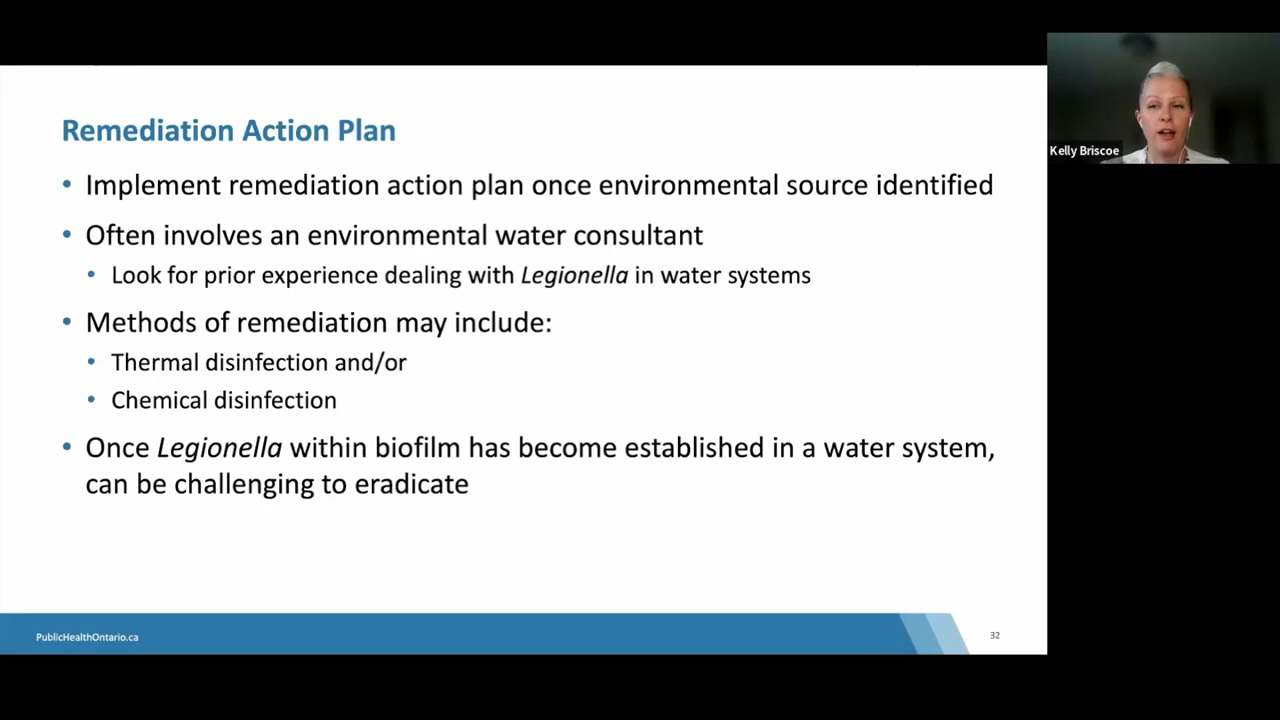 Remediation Action Plan
• Implement remediation action plan once environmental source identified
• Often involves an environmental water consultant
• Look for prior experience dealing with Legionella in water systems
• Methods of remediation may include:
• Thermal disinfection and/or
• Chemical disinfection
• Once Legionella within biofilm has become established in a water system,
can be challenging to eradicate
PublicHealthOntario.ca
32
Kelly Briscoe